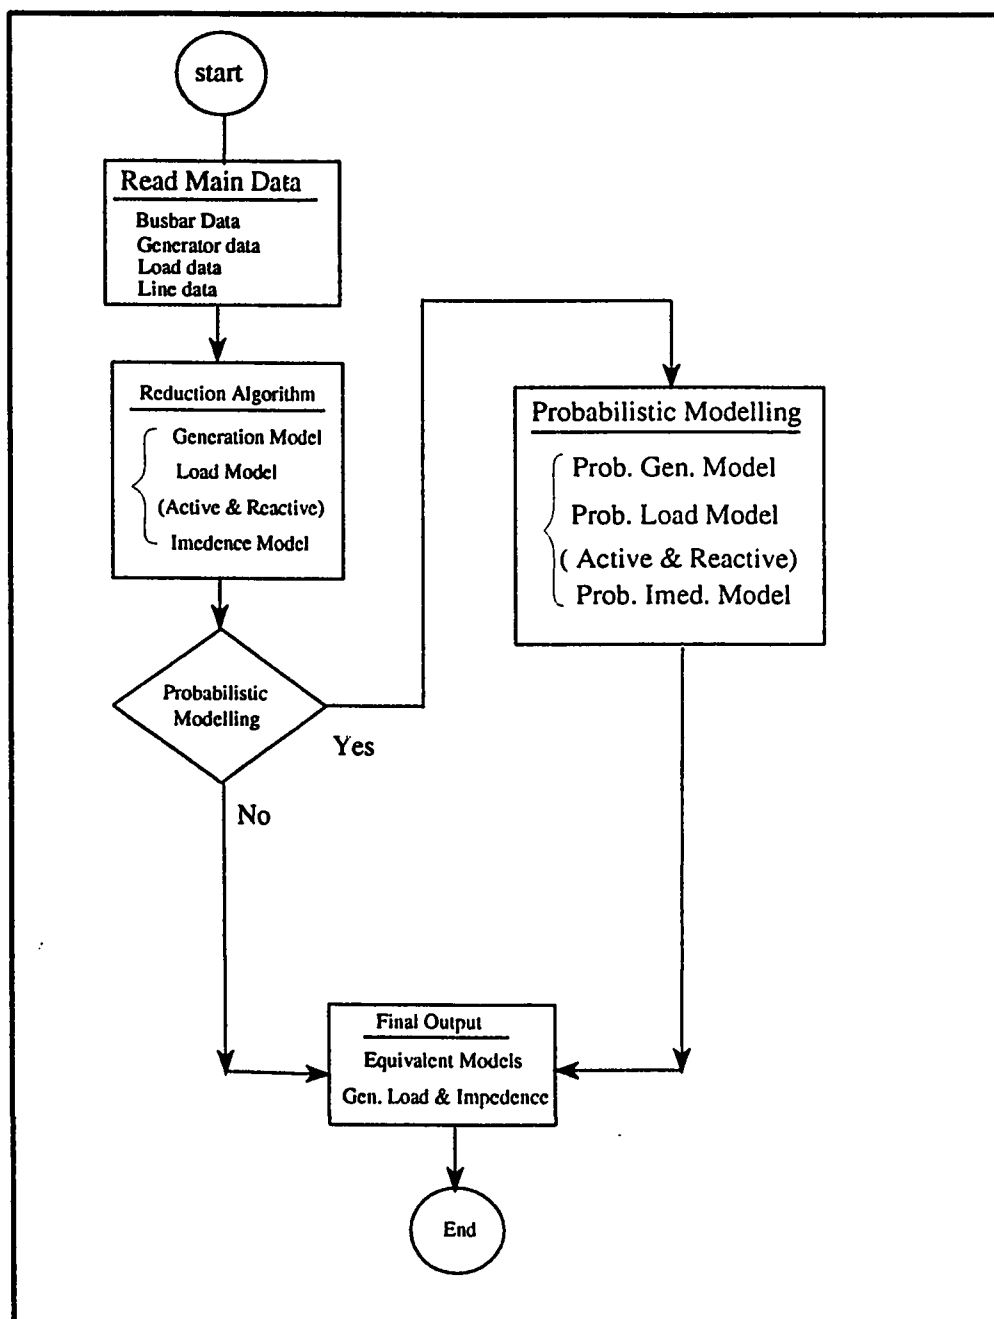 start
Read Main Data
Busbar Data
Generator data
Load data
Line data
Reduction Algorithm
Generation Model
Load Model
(Active & Reactive)
Imedence Model
Probabilistic
Modelling
Yes
No
Probabilistic Modelling
Prob. Gen. Model
Prob. Load Model
( Active & Reactive)
Prob. Imed. Model
Final Output
Equivalent Models
Gen. Load & Impedence
End